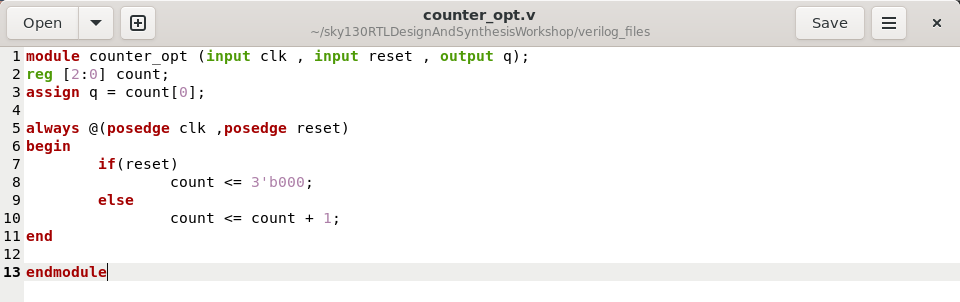 Open
counter_opt.v
~/sky130RTLDesignAndSynthesisWorkshop/verilog_files
Save
1 module counter_opt (input clk , input reset , output q);
2 reg [2:0] count;
3 assign q = count[0];
4
5 always @(posedge clk ,posedge reset)
6 begin
7         if(reset)
8                 count <= 3'b000;
9         else
10                 count <= count + 1;
11 end
12
13 endmodule